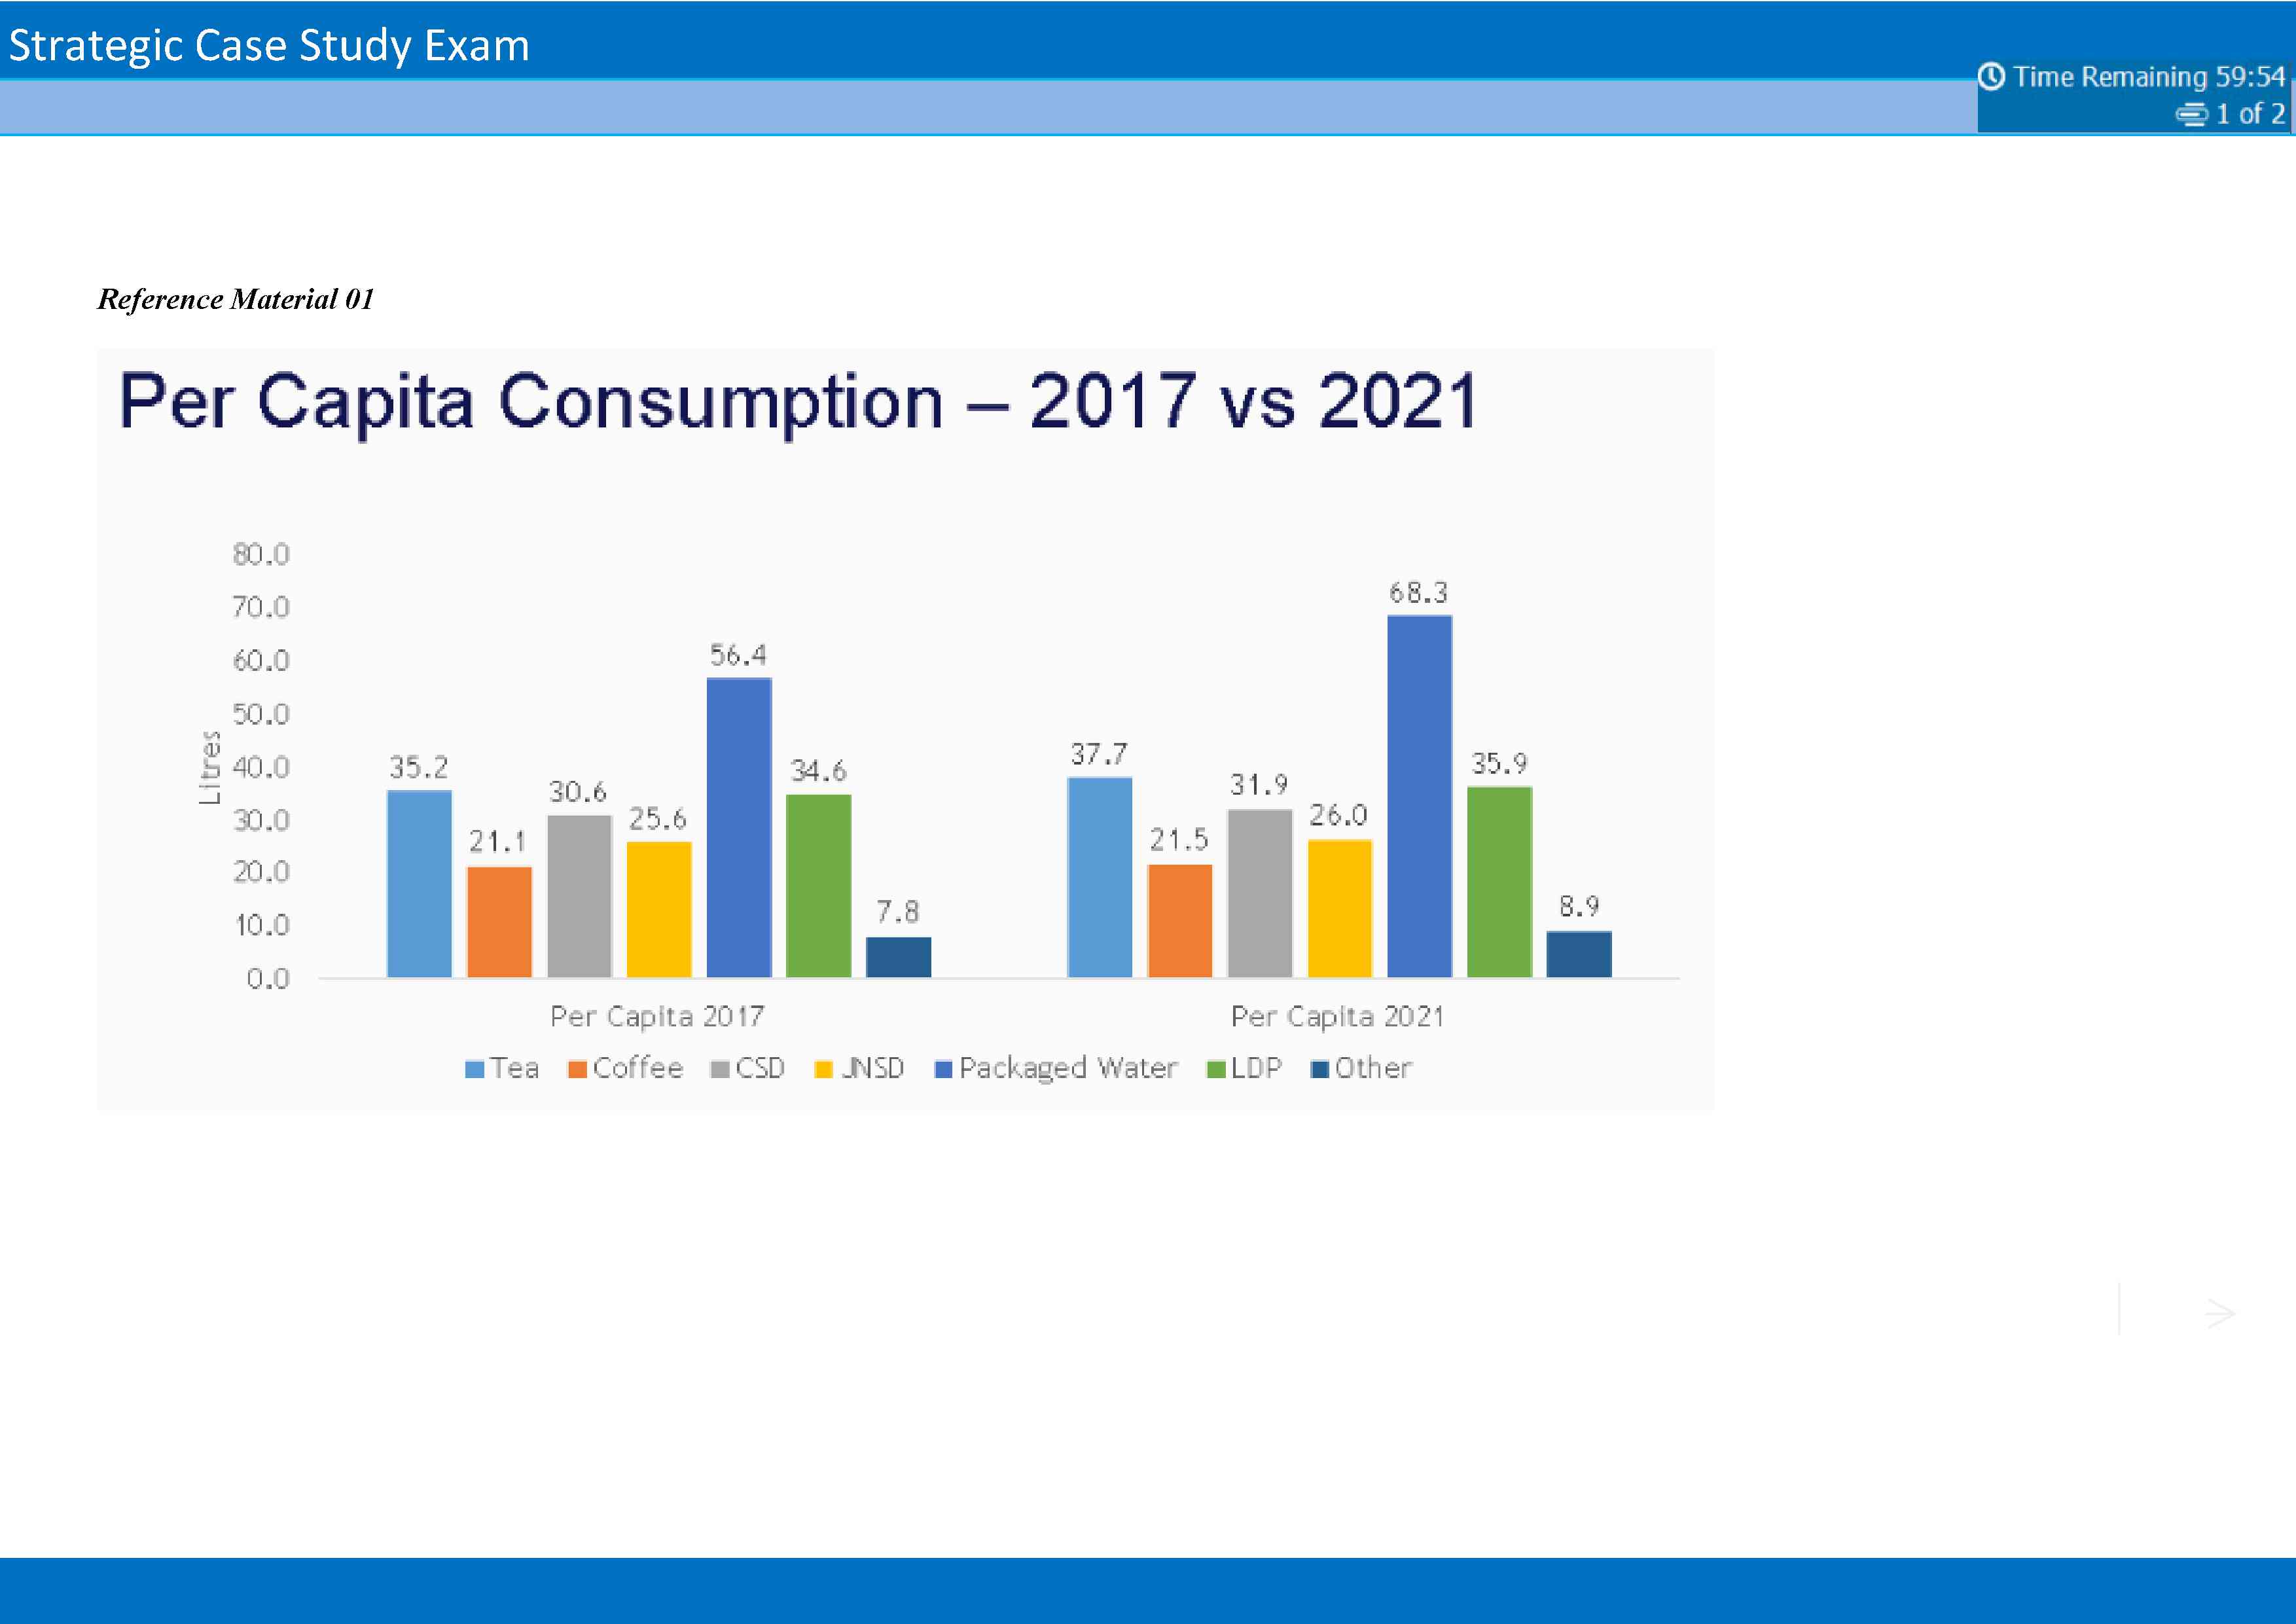 Strategic Case Study Exam
Time Remaining 59:54
1 of 2
Reference Material 01
Per Capita Consumption – 2017 vs 2021
80.0
70.0
60.0
50.0
40.0
30.0
20.0
10.0
0.0
Litres
35.2
21.1
30.6
25.6
56.4
34.6
7.8
37.7
21.5
31.9
26.0
68.3
35.9
8.9
Per Capita 2017
Per Capita 2021
Tea Coffee CSD JNSD Packaged Water LDP Other